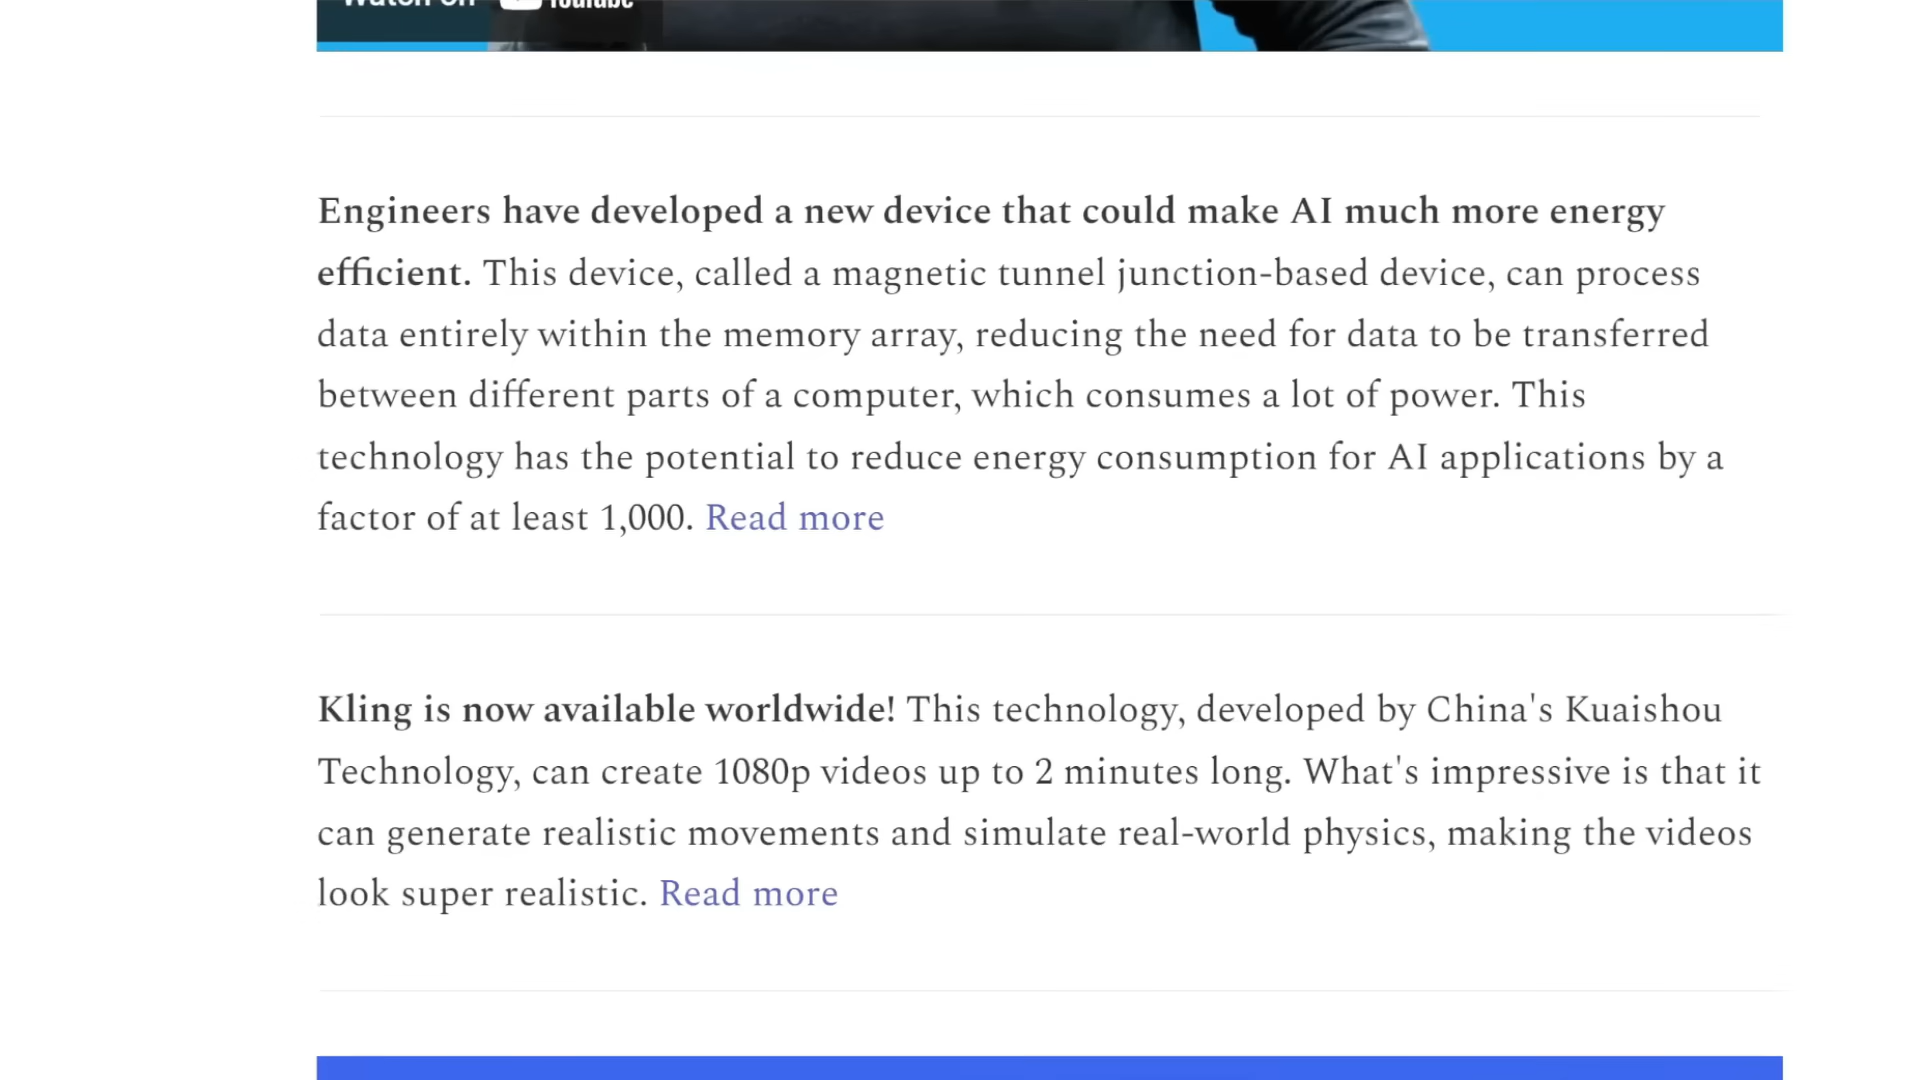 Watch on YouTube
Engineers have developed a new device that could make AI much more energy
efficient. This device, called a magnetic tunnel junction-based device, can process
data entirely within the memory array, reducing the need for data to be transferred
between different parts of a computer, which consumes a lot of power. This
technology has the potential to reduce energy consumption for AI applications by a
factor of at least 1,000. Read more
Kling is now available worldwide! This technology, developed by China's Kuaishou
Technology, can create 1080p videos up to 2 minutes long. What's impressive is that it
can generate realistic movements and simulate real-world physics, making the videos
look super realistic. Read more